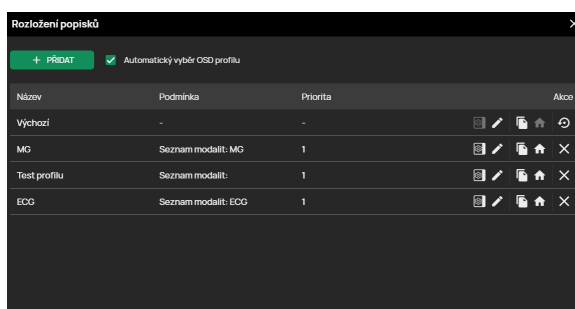 Rozložení popisků
+ PŘIDAT Automatický výběr OSD profilu
Název Podmínka Priorita Akce
Výchozí - -
MG Seznam modalit: MG 1
Test profilu Seznam modalit: 1
ECG Seznam modalit: ECG 1